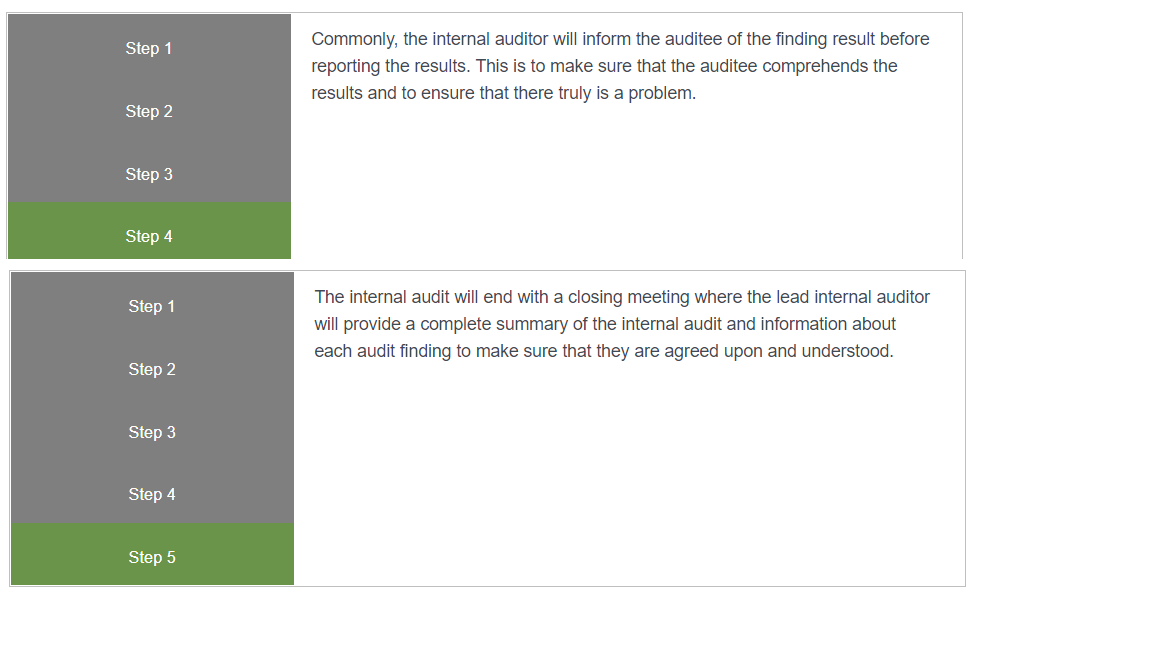 Step 1
Step 2
Step 3
Step 4
Commonly, the internal auditor will inform the auditee of the finding result before
reporting the results. This is to make sure that the auditee comprehends the
results and to ensure that there truly is a problem.
Step 1
Step 2
Step 3
Step 4
Step 5
The internal audit will end with a closing meeting where the lead internal auditor
will provide a complete summary of the internal audit and information about
each audit finding to make sure that they are agreed upon and understood.